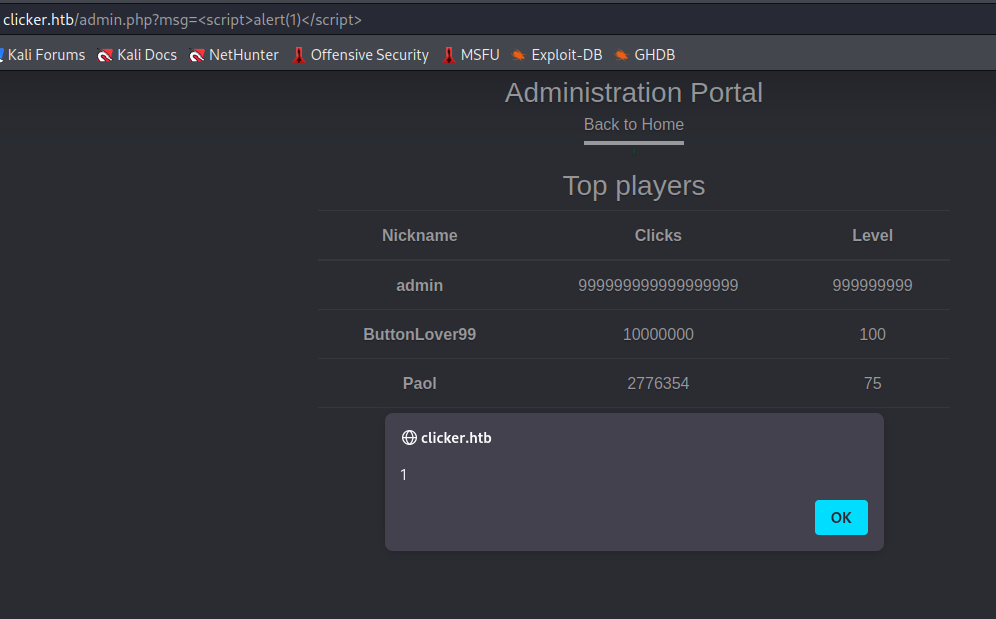 clicker.htb/admin.php?msg=<script>alert(1)</script>
Kali Forums Kali Docs NetHunter Offensive Security MSFU Exploit-DB GHDB
Administration Portal
Back to Home
Top players
Nickname Clicks Level
admin 999999999999999999 999999999
ButtonLover99 10000000 100
Paol 2776354 75
clicker.htb
1
OK